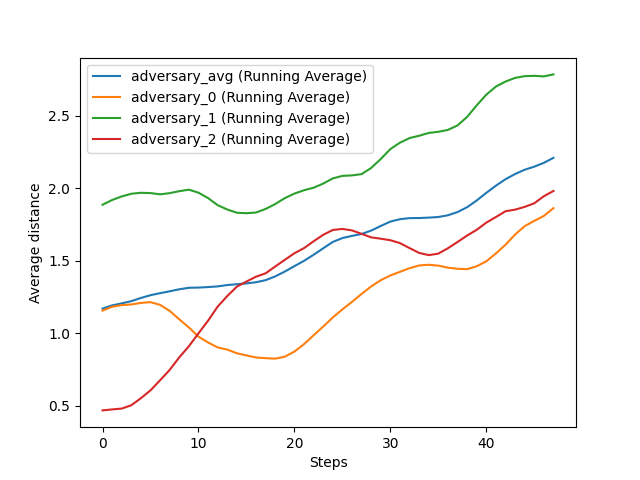 adversary_avg (Running Average)
adversary_0 (Running Average)
adversary_1 (Running Average)
adversary_2 (Running Average)
2.5
2.0
1.5
1.0
0.5
Average distance
0 10 20 30 40
Steps